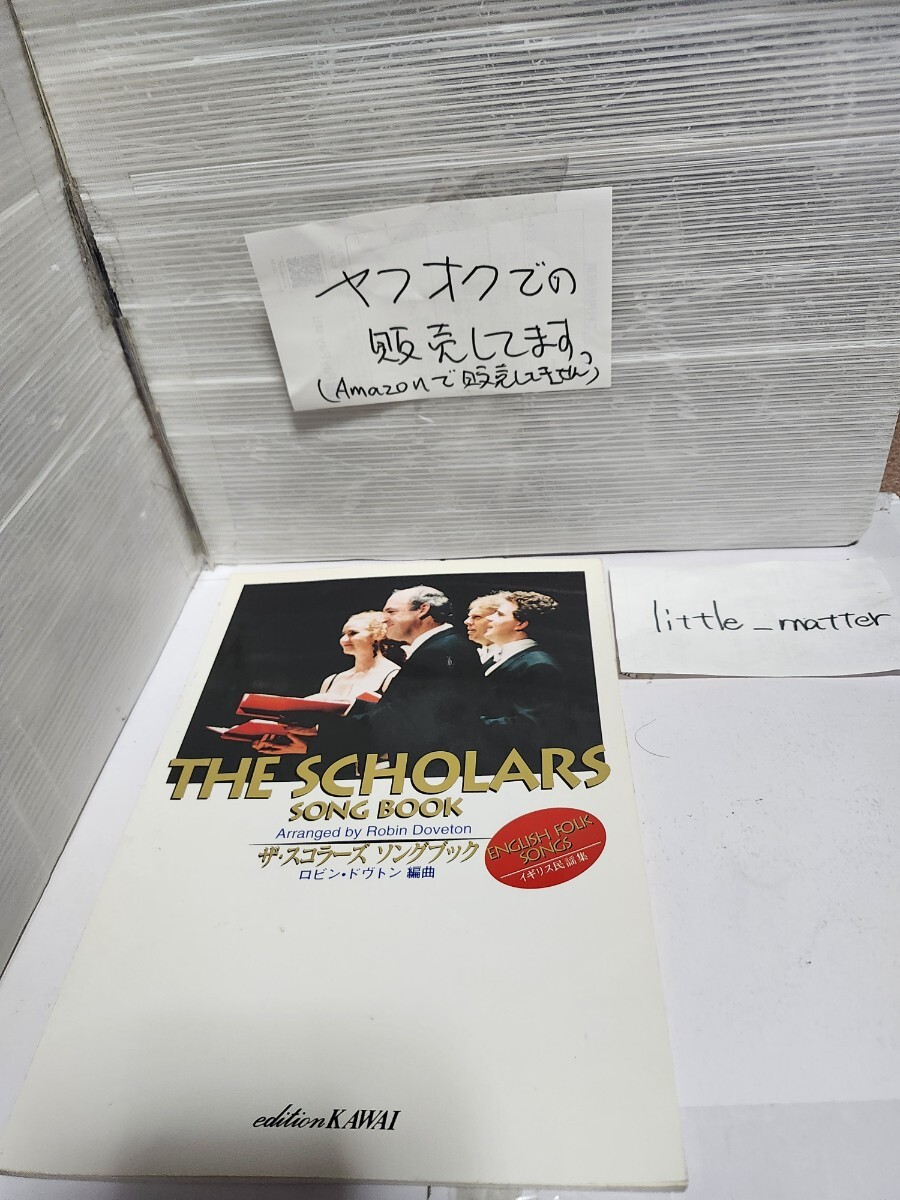 ヤフオクでの
販売してます。
(Amazonで販売してません)
little_matter
THE SCHOLARS
SONG BOOK
Arranged by Robin Doveton
ザ・スコラーズ ソングブック
ロビン・ドヴトン 編曲
ENGLISH FOLK
SONGS
イギリス民謡集
edition KAWAI